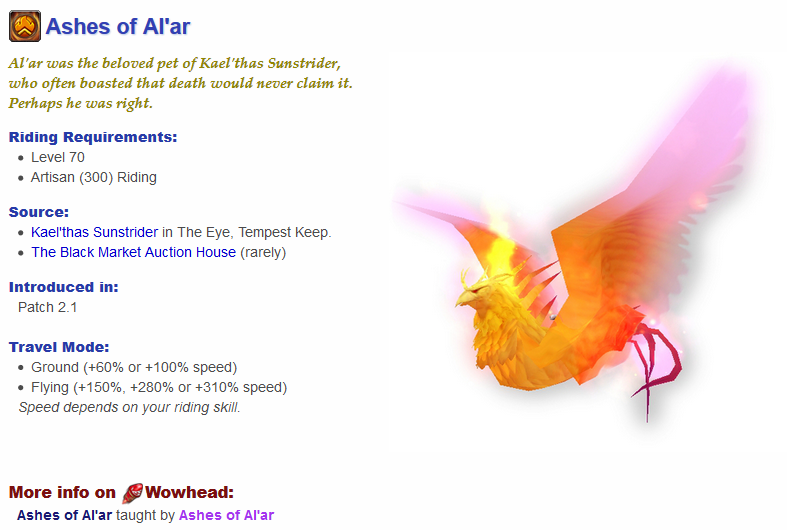 Ashes of Al'ar
Al'ar was the beloved pet of Kael'thas Sunstrider,
who often boasted that death would never claim it.
Perhaps he was right.
Riding Requirements:
Level 70
Artisan (300) Riding
Source:
Kael'thas Sunstrider in The Eye, Tempest Keep.
The Black Market Auction House (rarely)
Introduced in:
Patch 2.1
Travel Mode:
Ground (+60% or +100% speed)
Flying (+150%, +280% or +310% speed)
Speed depends on your riding skill.
More info on Wowhead:
Ashes of Al'ar taught by Ashes of Al'ar